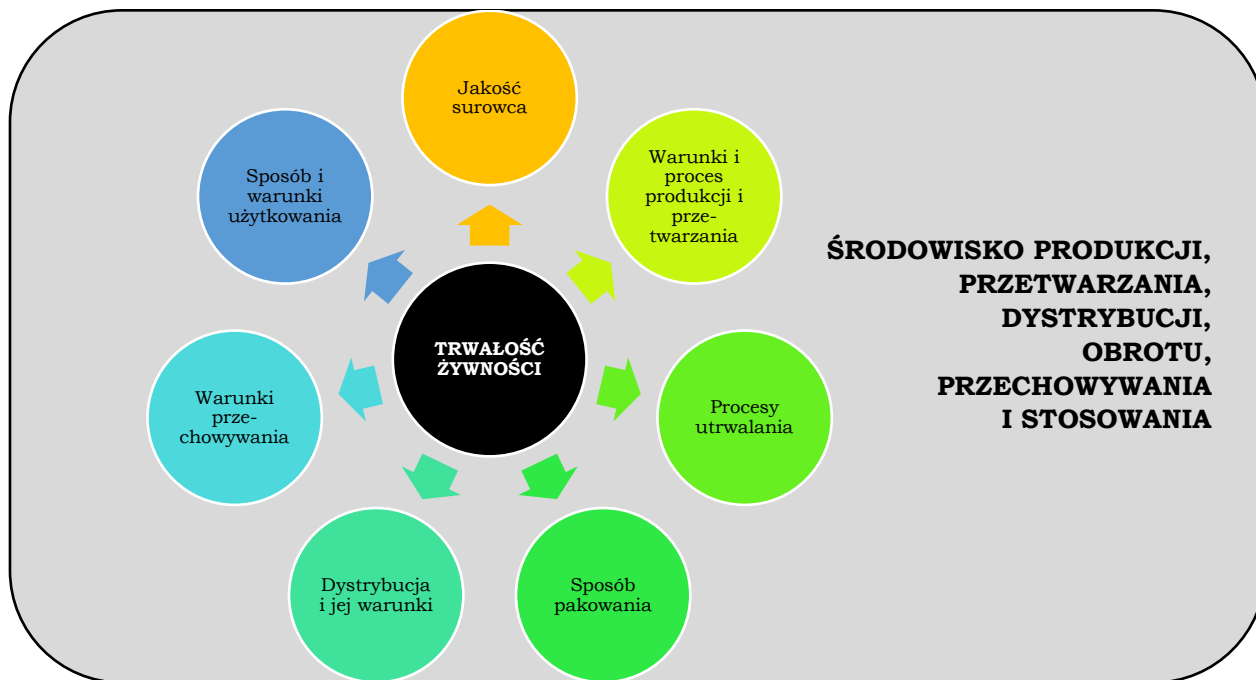 Jakość
surowca
Warunki i
proces
produkcji i
prze-
twarzania
Procesy
utrwalania
Sposób
pakowania
Dystrybucja
i jej warunki
Warunki
prze-
chowywania
Sposób i
warunki
użytkowania
TRWAŁOŚĆ
ŻYWNOŚCI
ŚRODOWISKO PRODUKCJI,
PRZETWARZANIA,
DYSTRYBUCJI,
OBROTU,
PRZECHOWYWANIA
I STOSOWANIA